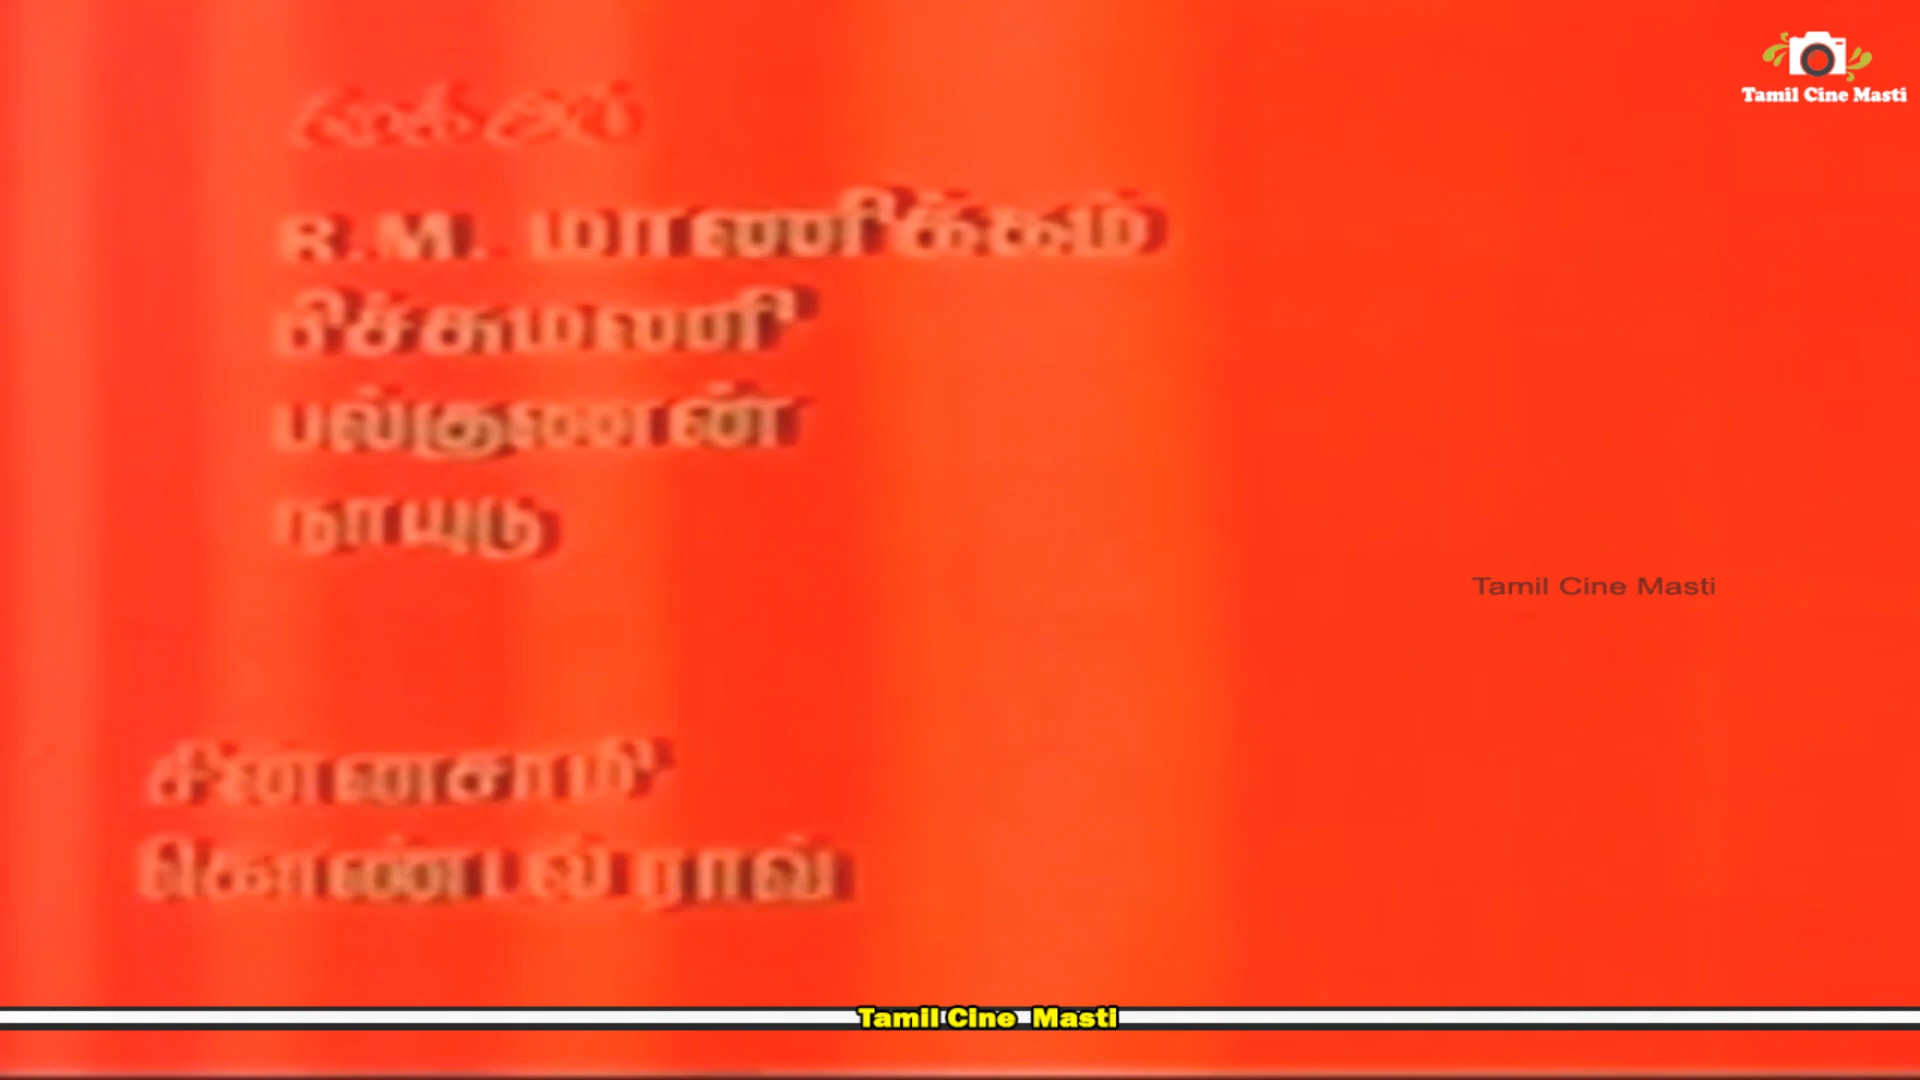 Tamil Cine Masti
R.M. மாணிக்கம்
பிச்சுமணி
பல்குணன்
நாயுடு
Tamil Cine Masti
சின்னசாமி
கொண்டல் ராவ்
Tamil Cine Masti